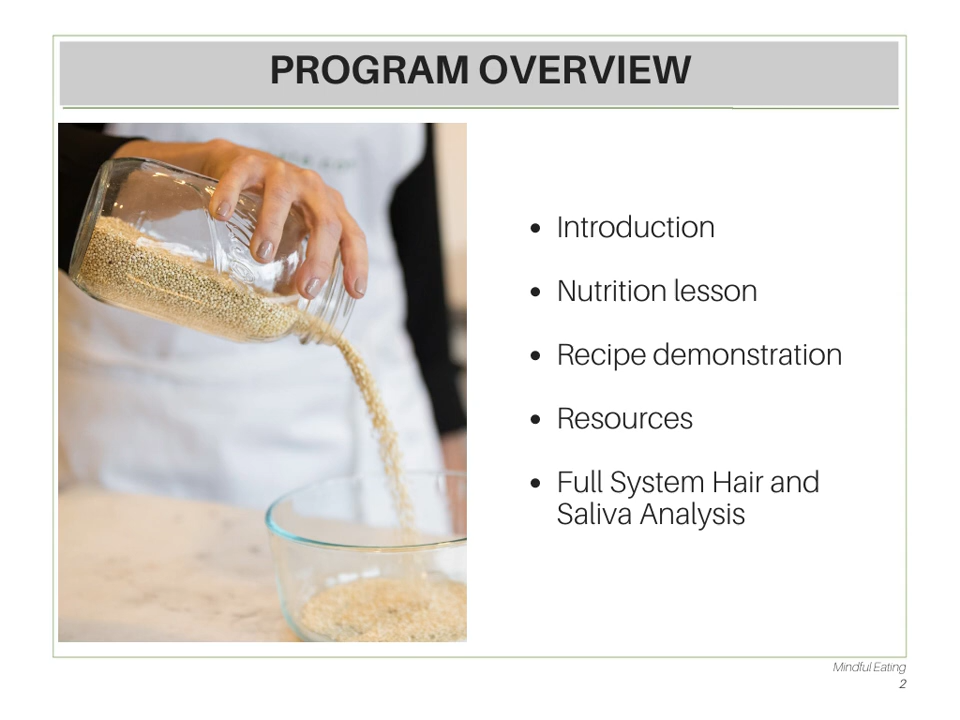 PROGRAM OVERVIEW
• Introduction
• Nutrition lesson
• Recipe demonstration
• Resources
• Full System Hair and
Saliva Analysis
Mindful Eating
2